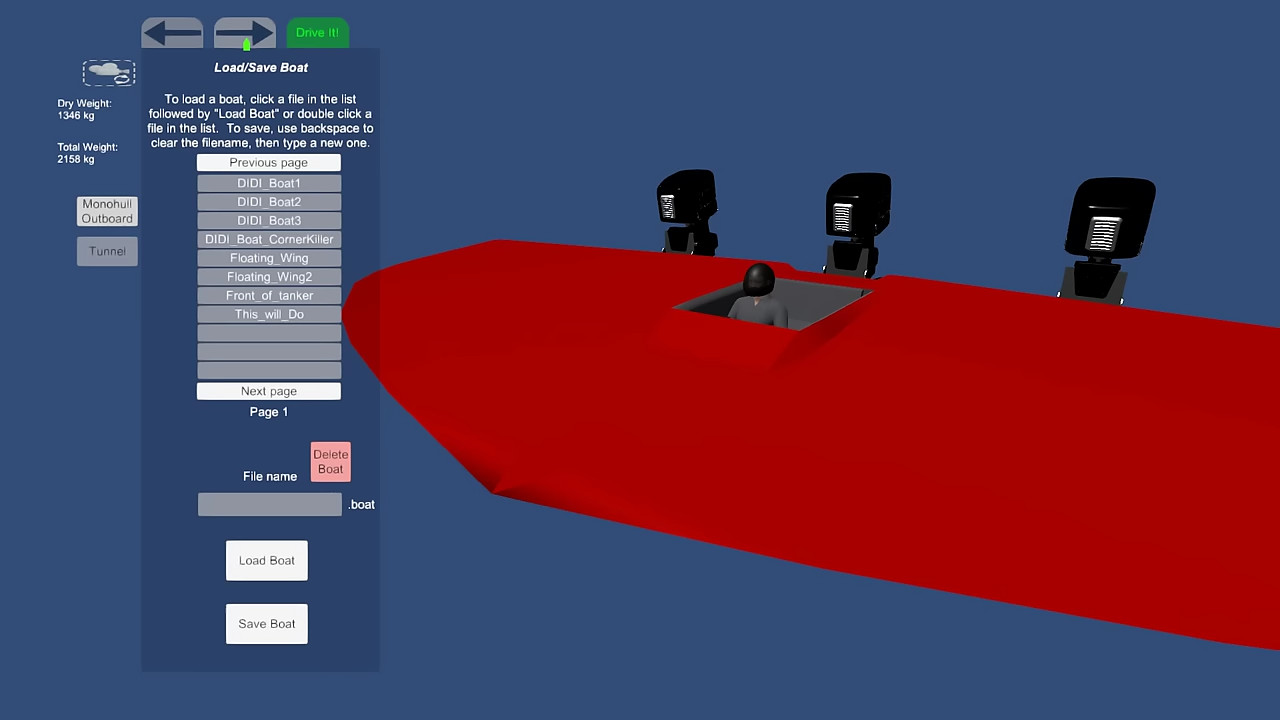 Drive It!
Load/Save Boat
Dry Weight:
1346 kg
Total Weight:
2158 kg
Monohull
Outboard
Tunnel
To load a boat, click a file in the list
followed by "Load Boat" or double click a
file in the list. To save, use backspace to
clear the filename, then type a new one.
Previous page
DIDI_Boat1
DIDI_Boat2
DIDI_Boat3
DIDI_Boat_CornerKiller
Floating_Wing
Floating_Wing2
Front_of_tanker
This_will_Do
Next page
Page 1
Delete
Boat
File name
.boat
Load Boat
Save Boat